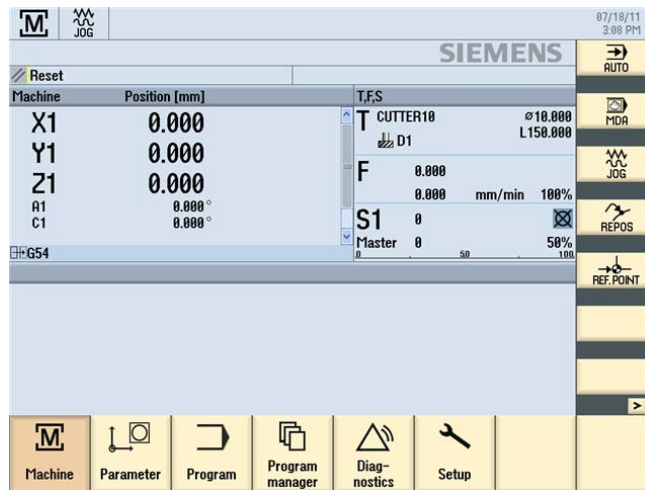 M JOG 07/18/11
3:08 PM
SIEMENS
Reset
Machine Position [mm] T,F,S
X1 0.000
Y1 0.000
Z1 0.000
A1 0.000°
C1 0.000°
G54
T CUTTER10 ⌀10.000
D1 L150.000
F 0.000
0.000 mm/min 100%
S1 0
Master 0 50%
0 50 100
AUTO
MDA
JOG
REPOS
REF.POINT
>
M
Machine
Parameter
Program
Program
manager
Diag-
nostics
Setup